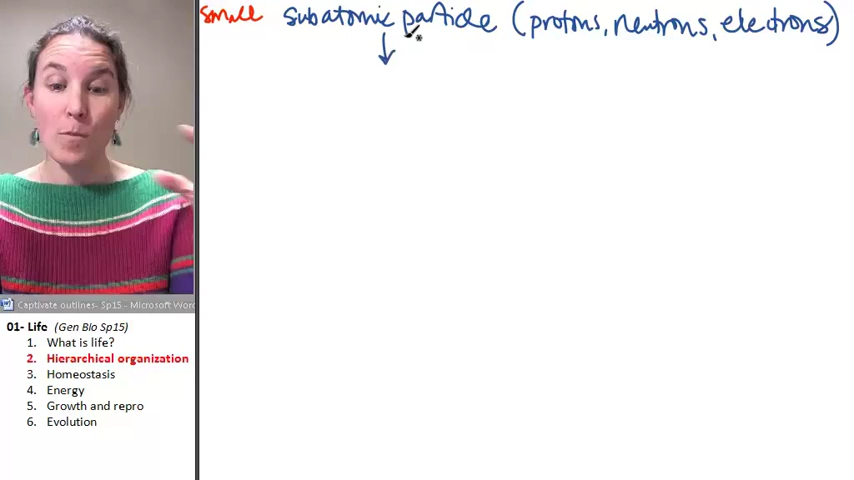 small subatomic particle (protons, neutrons, electrons)
Captivate outlines- Sp15 - Microsoft Word
01- Life (Gen Bio Sp15)
1. What is life?
2. Hierarchical organization
3. Homeostasis
4. Energy
5. Growth and repro
6. Evolution